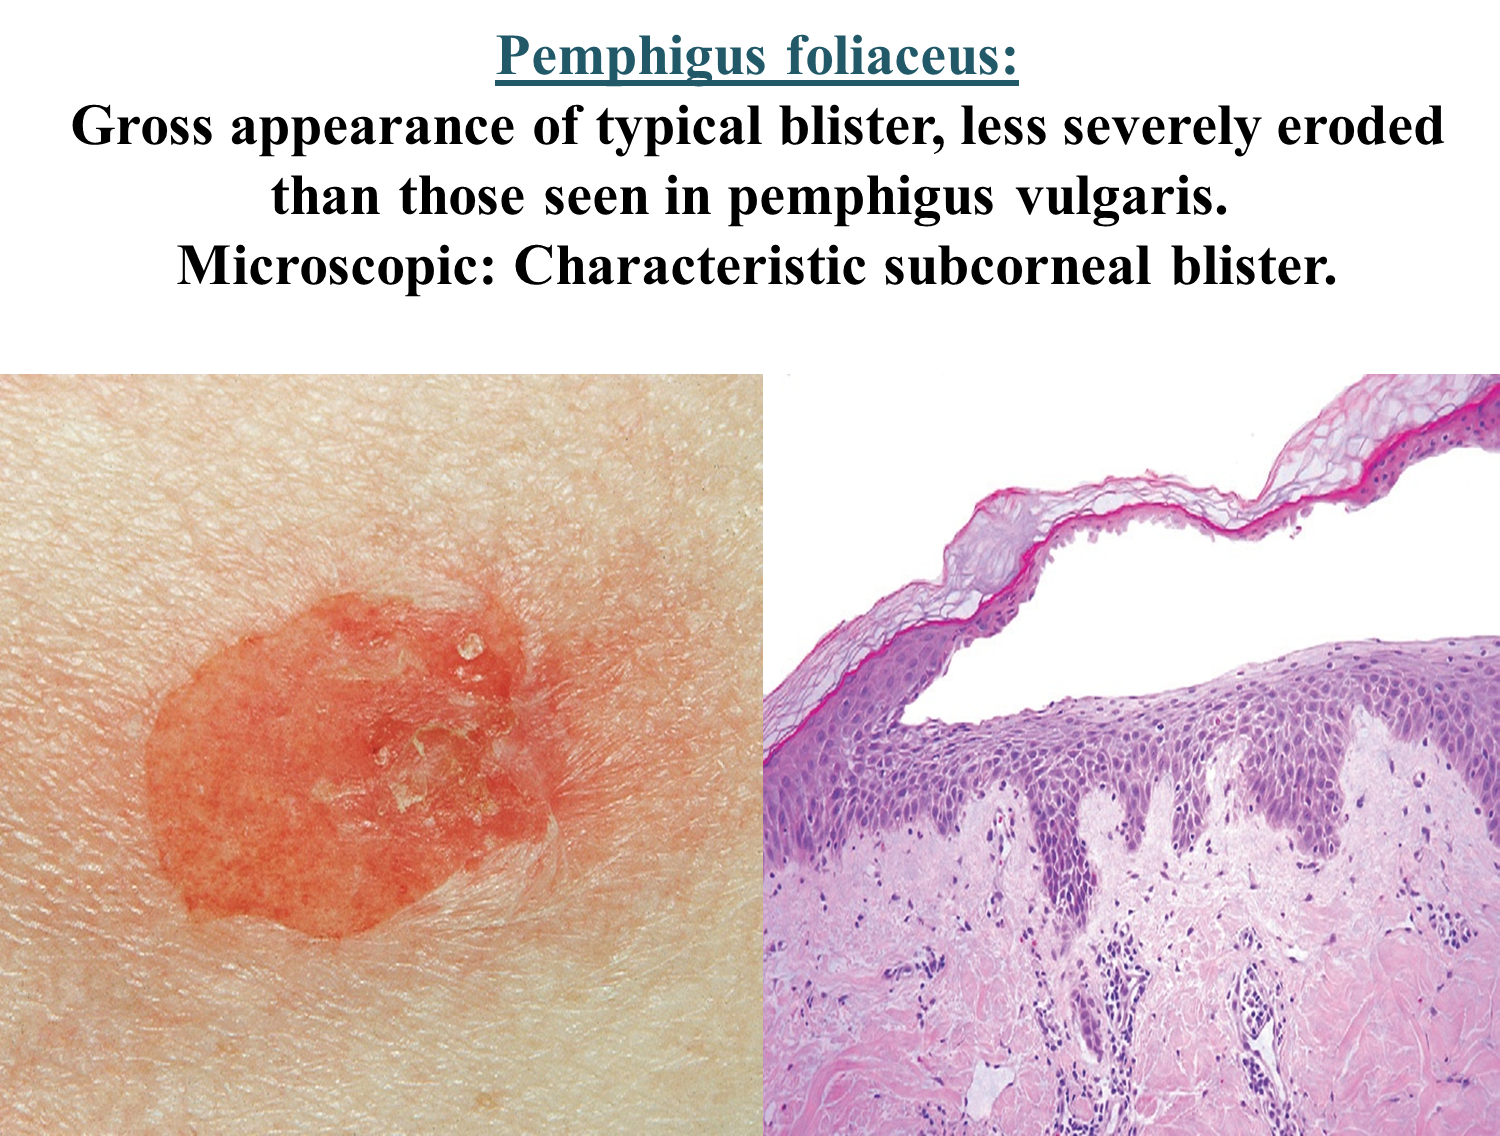 Pemphigus foliaceus:
Gross appearance of typical blister, less severely eroded
than those seen in pemphigus vulgaris.
Microscopic: Characteristic subcorneal blister.